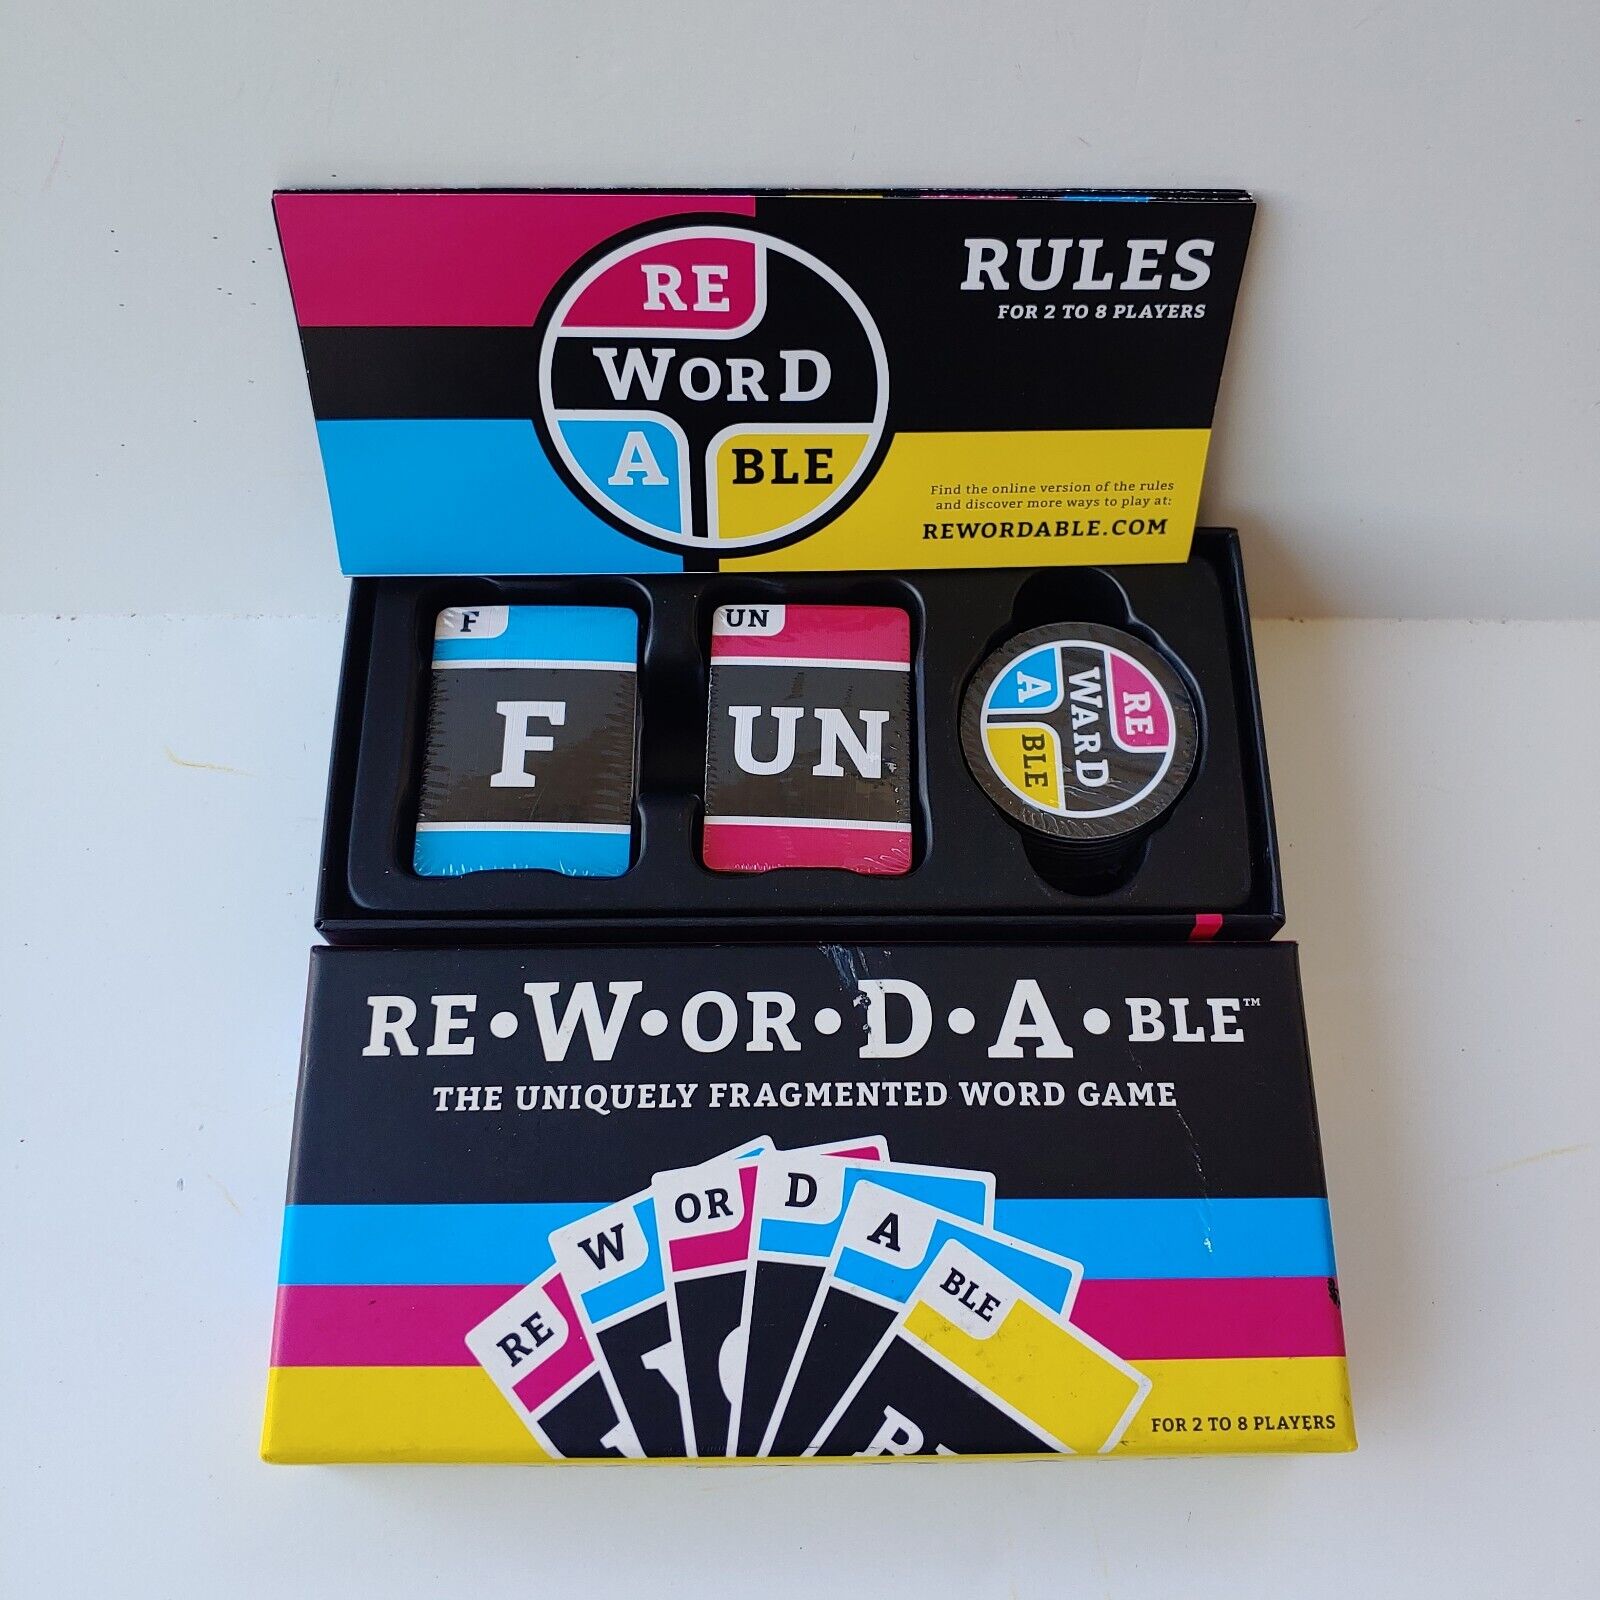 RE
WORD
A BLE
RULES
FOR 2 TO 8 PLAYERS
Find the online version of the rules
and discover more ways to play at:
REWORDABLE.COM
F
F
UN
UN
RE
WARD
A BLE
RE•W•OR•D•A•BLE™
THE UNIQUELY FRAGMENTED WORD GAME
RE
W
OR
D
A
BLE
FOR 2 TO 8 PLAYERS